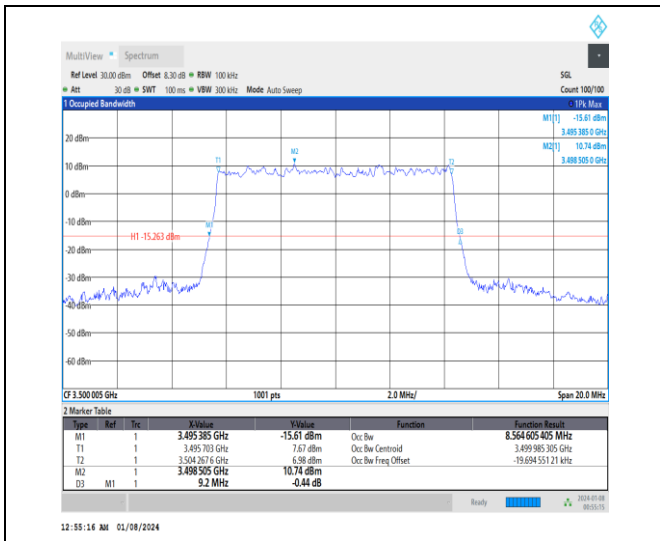 MultiView Spectrum
Ref Level 30.00 dBm Offset 8.30 dB RBW 100 kHz SGL
Att 30 dB SWT 100 ms VBW 300 kHz Mode Auto Sweep Count 100/100
1 Occupied Bandwidth 1Pk Max
M1[1] -15.61 dBm
3.495 385 0 GHz
M2[1] 10.74 dBm
3.498 505 0 GHz
20 dBm
M2
T1 T2
10 dBm
0 dBm
-10 dBm
M1
D3
H1 -15.263 dBm
-20 dBm
-30 dBm
-40 dBm
-50 dBm
-60 dBm
CF 3.500 005 GHz 1001 pts 2.0 MHz/ Span 20.0 MHz
2 Marker Table
Type Ref Trc X-Value Y-Value Function Function Result
M1 1 3.495 385 GHz -15.61 dBm Occ Bw 8.564 605 405 MHz
T1 1 3.495 703 GHz 7.67 dBm Occ Bw Centroid 3.499 985 305 GHz
T2 1 3.504 267 6 GHz 6.98 dBm Occ Bw Freq Offset -19.694 551 21 kHz
M2 1 3.498 505 GHz 10.74 dBm
D3 M1 1 9.2 MHz -0.44 dB
Ready 2024-01-08
00:55:15
12:55:16 AM 01/08/2024